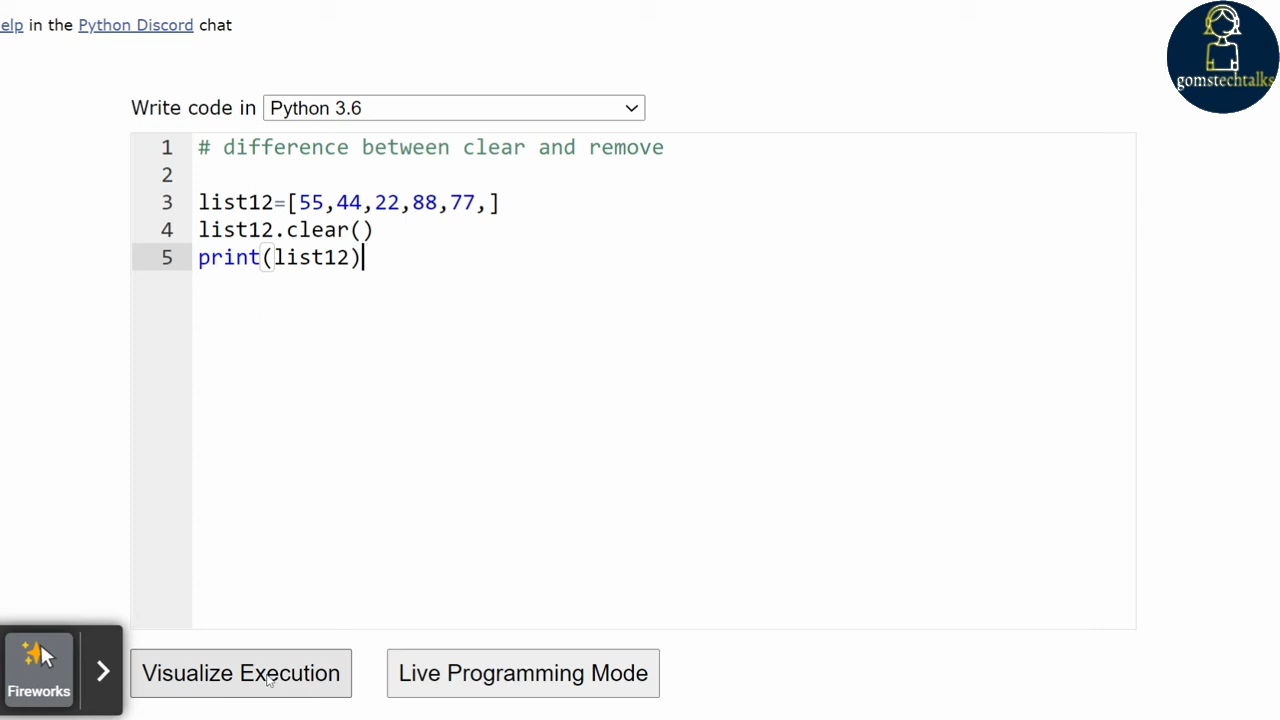 elp in the Python Discord chat
gomstechtalks
Write code in Python 3.6
1 # difference between clear and remove
2
3 list12=[55,44,22,88,77,]
4 list12.clear()
5 print(list12)
Fireworks
Visualize Execution
Live Programming Mode